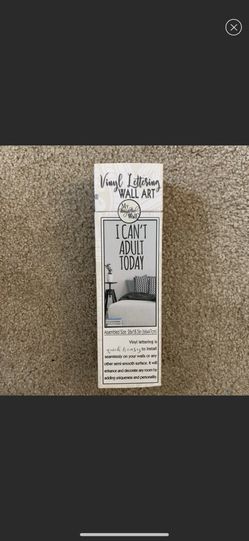 Vinyl Lettering
WALL ART
My
Beautiful
Wall
I CAN'T
ADULT
TODAY
Vinyl lettering is
quick & easy to install
seamlessly on your walls or any
other semi-smooth surface. It will
enhance and decorate any room by
adding uniqueness and personality.